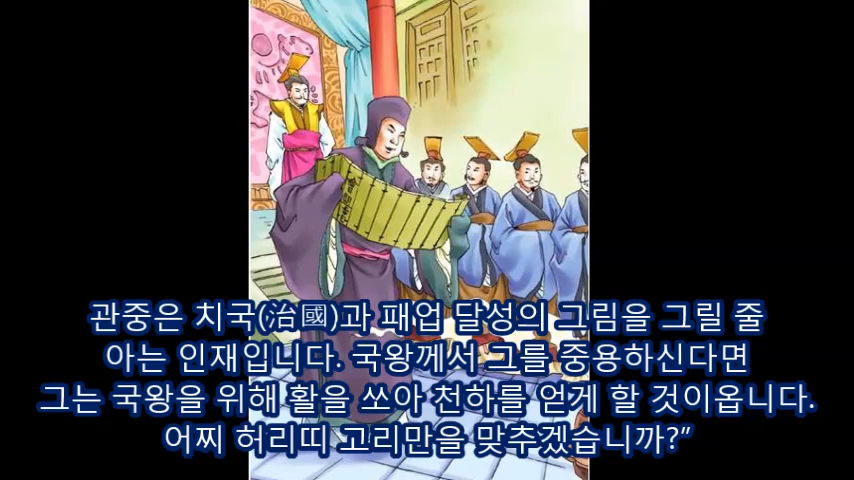 관중은 치국(治國)과 패업 달성의 그림을 그릴 줄
아는 인재입니다. 국왕께서 그를 중용하신다면
그는 국왕을 위해 활을 쏘아 천하를 얻게 할 것이옵니다.
어찌 허리띠 고리만을 맞추겠습니까?”